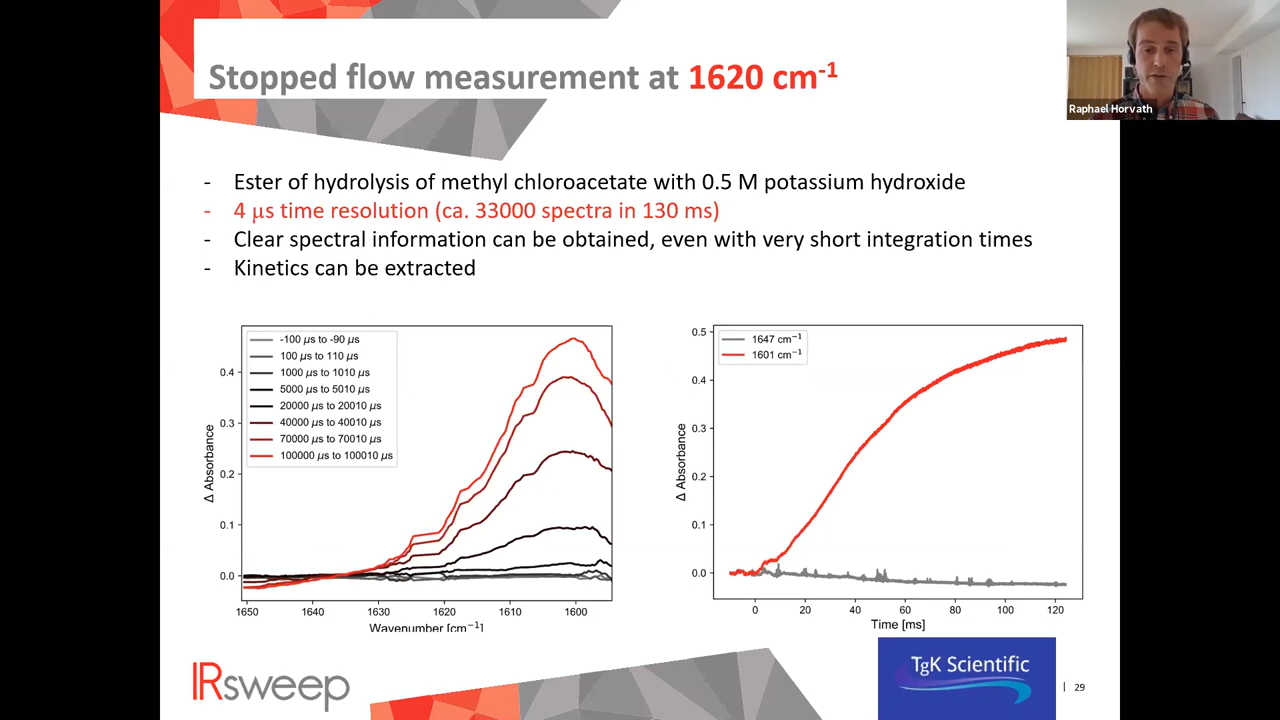 Stopped flow measurement at 1620 cm-1
Raphael Horvath
- Ester of hydrolysis of methyl chloroacetate with 0.5 M potassium hydroxide
- 4 µs time resolution (ca. 33000 spectra in 130 ms)
- Clear spectral information can be obtained, even with very short integration times
- Kinetics can be extracted
-100 µs to -90 µs
100 µs to 110 µs
1000 µs to 1010 µs
5000 µs to 5010 µs
20000 µs to 20010 µs
40000 µs to 40010 µs
70000 µs to 70010 µs
100000 µs to 100010 µs
0.4
0.3
0.2
0.1
0.0
Δ Absorbance
1650 1640 1630 1620 1610 1600
Wavenumber [cm−1]
1647 cm−1
1601 cm−1
0.5
0.4
0.3
0.2
0.1
0.0
Δ Absorbance
0 20 40 60 80 100 120
Time [ms]
IRsweep
TgK Scientific
| 29